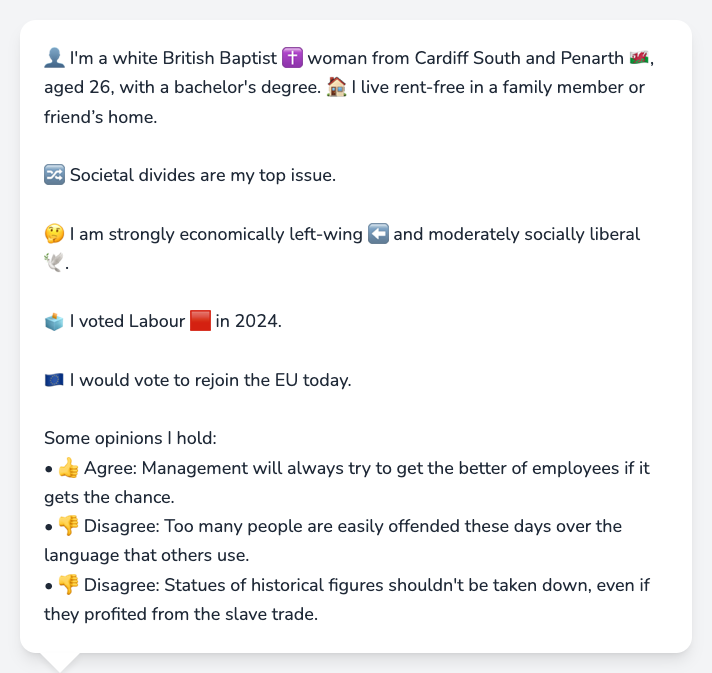 👤 I'm a white British Baptist ✝️ woman from Cardiff South and Penarth 🏴󠁧󠁢󠁷󠁬󠁳󠁿,
aged 26, with a bachelor's degree. 🏠 I live rent-free in a family member or
friend’s home.
🔀 Societal divides are my top issue.
🤔 I am strongly economically left-wing ⬅️ and moderately socially liberal
🕊️.
🗳️ I voted Labour 🟥 in 2024.
🇪🇺 I would vote to rejoin the EU today.
Some opinions I hold:
• 👍 Agree: Management will always try to get the better of employees if it
gets the chance.
• 👎 Disagree: Too many people are easily offended these days over the
language that others use.
• 👎 Disagree: Statues of historical figures shouldn't be taken down, even if
they profited from the slave trade.